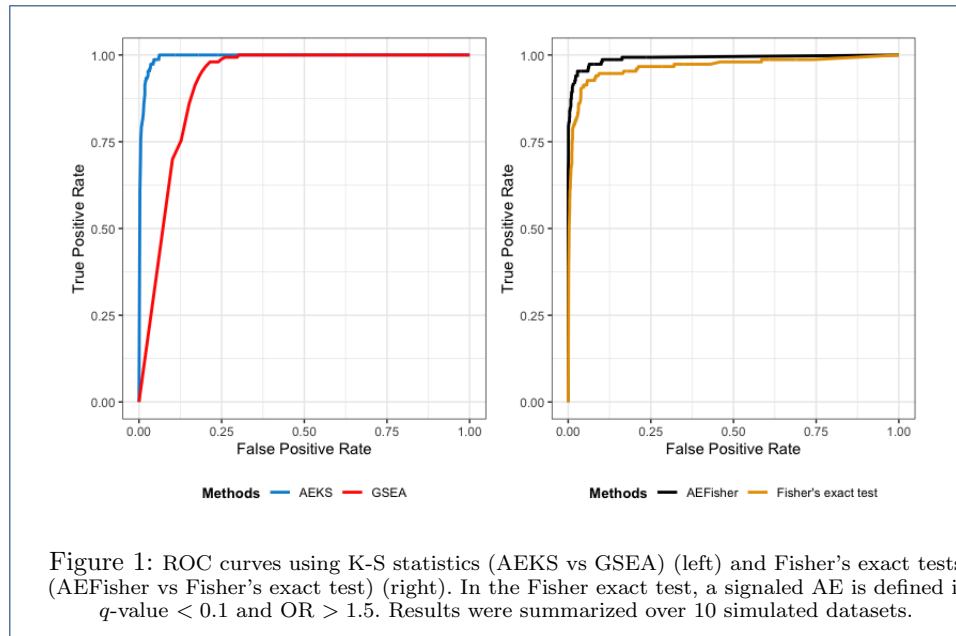 1.00
0.75
0.50
0.25
0.00
True Positive Rate
0.00 0.25 0.50 0.75 1.00
False Positive Rate
Methods AEKS GSEA
1.00
0.75
0.50
0.25
0.00
True Positive Rate
0.00 0.25 0.50 0.75 1.00
False Positive Rate
Methods AEFisher Fisher's exact test
Figure 1: ROC curves using K-S statistics (AEKS vs GSEA) (left) and Fisher's exact tests
(AEFisher vs Fisher's exact test) (right). In the Fisher exact test, a signaled AE is defined
q-value < 0.1 and OR > 1.5. Results were summarized over 10 simulated datasets.